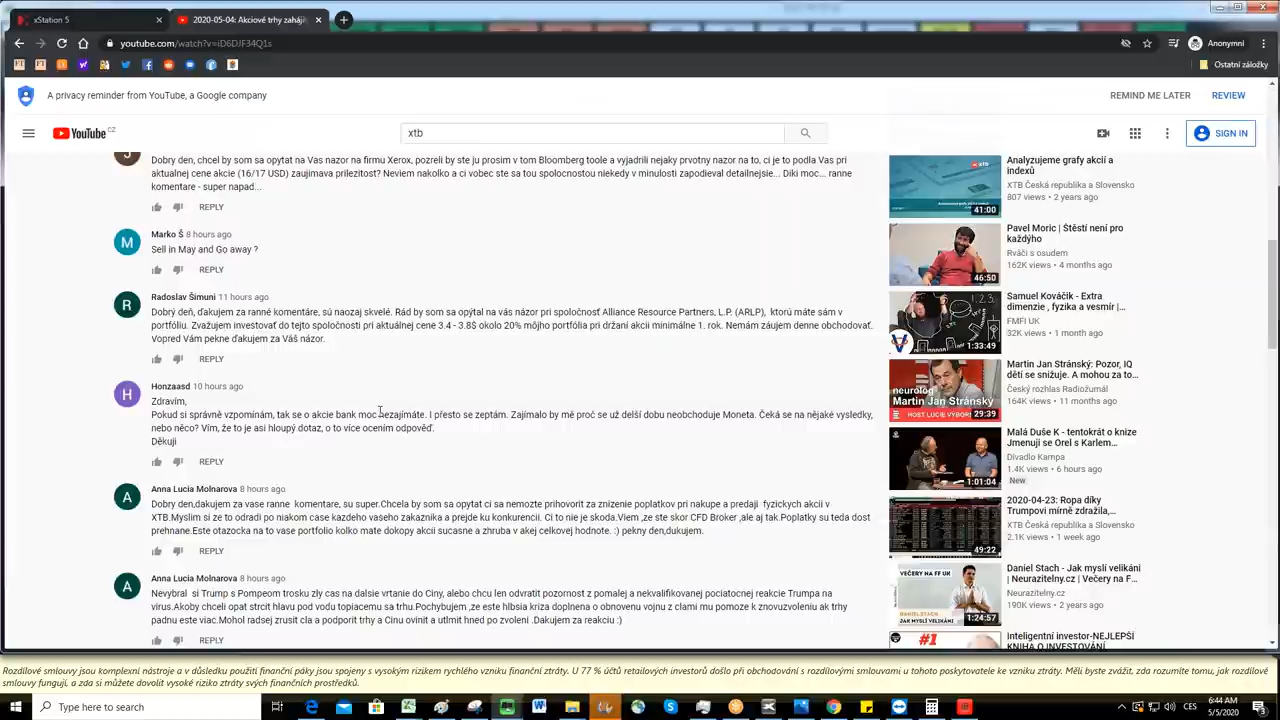 xStation 5
2020-05-04: Akciové trhy zahájil
youtube.com/watch?v=iD6DJF34Q1s
Anonymní
Ostatní záložky
A privacy reminder from YouTube, a Google company
REMIND ME LATER
REVIEW
YouTube CZ
xtb
SIGN IN
Dobry den, chcel by som sa opytat na Vas nazor na firmu Xerox, pozreli by ste ju prosim v tom Bloomberg toole a vyjadrili nejaky prvotny nazor na to, ci je to podla Vas pri
aktualnej cene akcie (16/17 USD) zaujimava prilezitost? Neviem nakolko a ci vobec ste sa tou spolocnostou niekedy v minulosti zapodieval detailnejsie... Diki moc... ranne
komentare - super napad...
REPLY
Marko Š 8 hours ago
Sell in May and Go away ?
REPLY
Radoslav Šimuni 11 hours ago
Dobrý deň, ďakujem za ranné komentáre, su naozaj skvelé. Rád by som sa opýtal na vás názor pri spoločnosť Alliance Resource Partners, L.P. (ARLP), ktorú máte sám v
portfóliu. Zvažujem investovať do tejto spoločnosti pri aktuálnej cene 3.4 - 3.8$ okolo 20% môjho portfólia pri držaní akcii minimálne 1. rok. Nemám záujem denne obchodovať.
Vopred Vám pekne ďakujem za Váš názor.
REPLY
Honzaasd 10 hours ago
Zdravím,
Pokud si správně vzpomínám, tak se o akcie bank moc nezajímáte. I přesto se zeptám. Zajímalo by mě proč se už delší dobu neobchoduje Moneta. Čeká se na nějaké vysledky,
nebo něco? Vím, že to je asi hloupý dotaz, o to více ocením odpověď.
Děkuji
REPLY
Anna Lucia Molnarova 8 hours ago
Dobry den,dakujem za vase ranne komentare, su super.Chcela by som sa opytat ci sa nemozte prihovorit za znizenie poplatkov pri nakupe a predaji fyzickych akcii v
XTB.Myslim si ze to odradi po niakom case kazdeho vaseho zakaznika a prejde ku konkurencii. Ci to nie je skoda.Viem ,ze ste skor CFD Broker ,ale aj tak.Poplatky su teda dost
prehnane.Este otazocka na to vase portfolio kolko mate dokopy akcii sucasne a zhruba v akej celkovej hodnote. :) pekny den,dukujem.
REPLY
Anna Lucia Molnarova 8 hours ago
Nevybral si Trump s Pompeom trosku zly cas na dalsie vrtanie do Ciny, alebo chcu len odvratit pozornost z pomalej a nekvalifikovanej pociatocnej reakcie Trumpa na
virus.Akoby chceli opat strcit hlavu pod vodu topiacemu sa trhu.Pochybujem ,ze este hlbsia kriza doplnena o obnovenu vojnu z clami mu pomoze k znovuzvoleniu ak trhy
padnu este viac.Mohol radsej zrusit cla a podporit trhy a Cinu ovinit a utlmit hned po zvoleni .Dakujem za reakciu :)
REPLY
Analyzujeme grafy akcií a
indexů
XTB Česká republika a Slovensko
807 views • 2 years ago
41:00
Pavel Moric | Štěstí není pro
každýho
Rváči s osudem
162K views • 4 months ago
46:50
Samuel Kováčik - Extra
dimenzie , fyzika a vesmír |...
FMFI UK
32K views • 1 month ago
1:33:49
Martin Jan Stránský: Pozor, IQ
dětí se snižuje. A mohou za to...
Český rozhlas Radiožurnál
164K views • 11 months ago
neurolog
Martin Jan Stránský
HOST LUCIE VÝBORNÉ
29:39
Malá Duše K - tentokrát o knize
Jmenuji se Orel s Karlem...
Divadlo Kampa
1.4K views • 6 hours ago
New
1:01:04
2020-04-23: Ropa díky
Trumpovi mírně zdražila,...
2.1K views • 1 week ago
49:22
Daniel Stach - Jak myslí velikáni
| Neurazitelny.cz | Večery na F...
Neurazitelny.cz
190K views • 2 years ago
VEČERY NA FF UK
DANIEL STACH
JAK MYSLÍ VELIKÁNI
1:24:57
Inteligentní investor-NEJLEPŠÍ
KNIHA O INVESTOVÁNÍ
#1
Rozdílové smlouvy jsou komplexní nástroje a v důsledku použití finanční páky jsou spojeny s vysokým rizikem rychlého vzniku finanční ztráty. U 77 % účtů retailových investorů došlo při obchodování s rozdílovými smlouvami u tohoto poskytovatele ke vzniku ztráty. Měli byste zvážit, zda rozumíte tomu, jak rozdílové
smlouvy fungují, a zda si můžete dovolit vysoké riziko ztráty svých finančních prostředků.
Type here to search
CES
6:44 AM
5/5/2020